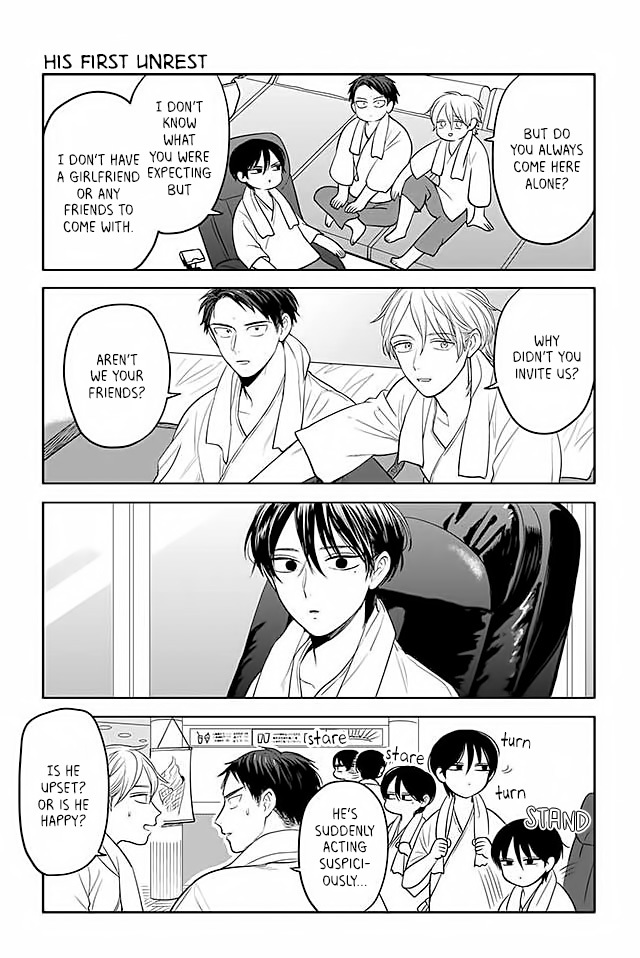 HIS FIRST UNREST
BUT DO
YOU ALWAYS
COME HERE
ALONE?
I DON'T
KNOW
WHAT
YOU WERE
EXPECTING
BUT
I DON'T HAVE
A GIRLFRIEND
OR ANY
FRIENDS TO
COME WITH.
WHY
DIDN'T YOU
INVITE US?
AREN'T
WE YOUR
FRIENDS?
STAND
turn
turn
stare
stare
HE'S
SUDDENLY
ACTING
SUSPICI-
OUSLY...
IS HE
UPSET?
OR IS HE
HAPPY?